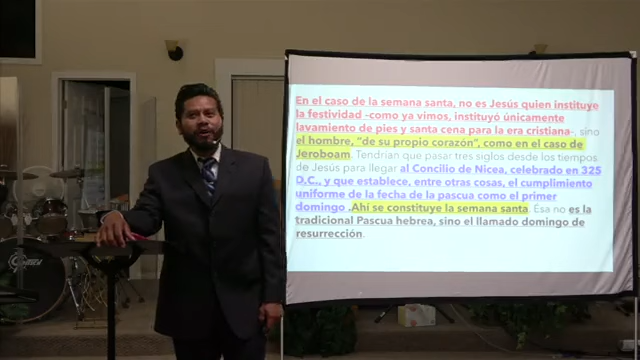 En el caso de la semana santa, no es Jesús quien instituye
la festividad –como ya vimos, instituyó únicamente
lavamiento de pies y santa cena para la era cristiana-, sino
el hombre, "de su propio corazón", como en el caso de
Jeroboam. Tendrían que pasar tres siglos desde los tiempos
de Jesús para llegar al Concilio de Nicea, celebrado en 325
D.C., y que establece, entre otras cosas, el cumplimiento
uniforme de la fecha de la pascua como el primer
domingo .Ahí se constituye la semana santa. Esa no es la
tradicional Pascua hebrea, sino el llamado domingo de
resurrección.